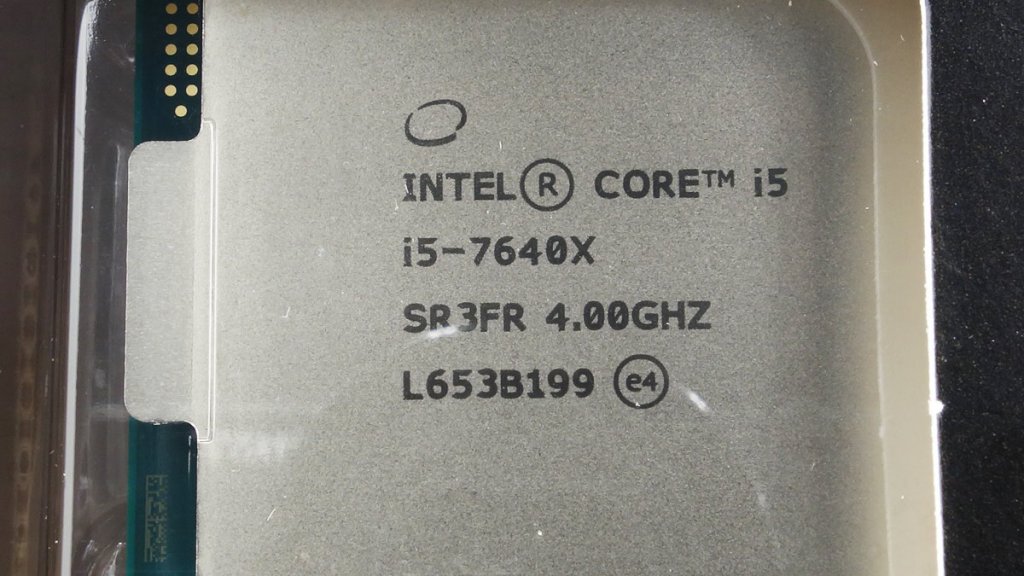 INTEL® CORE™ i5
i5-7640X
SR3FR 4.00GHZ
L653B199 e4